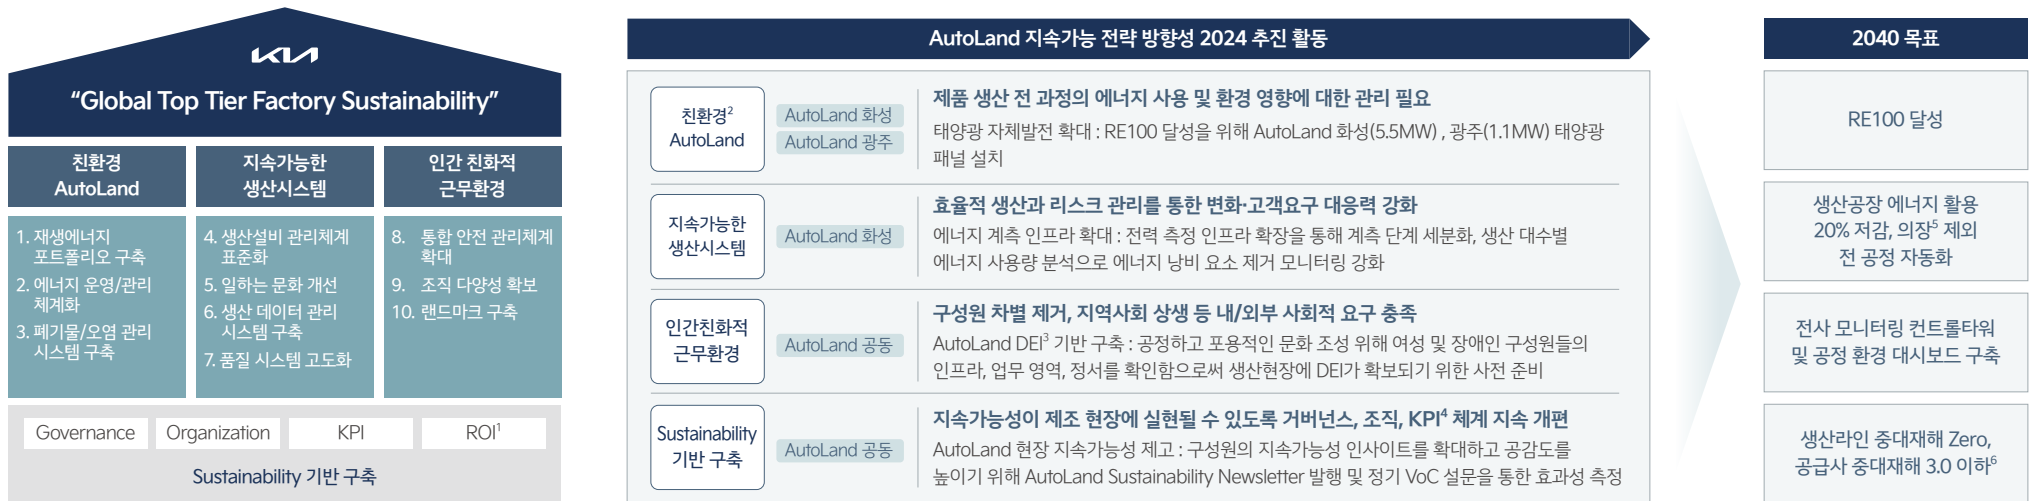 KIA
“Global Top Tier Factory Sustainability”
친환경
AutoLand
1. 재생에너지
포트폴리오 구축
2. 에너지 운영/관리
체계화
3. 폐기물/오염 관리
시스템 구축
지속가능한
생산시스템
4. 생산설비 관리체계
표준화
5. 일하는 문화 개선
6. 생산 데이터 관리
시스템 구축
7. 품질 시스템 고도화
인간 친화적
근무환경
8. 통합 안전 관리체계
확대
9. 조직 다양성 확보
10. 랜드마크 구축
Governance
Organization
KPI
ROI¹
Sustainability 기반 구축
AutoLand 지속가능 전략 방향성 2024 추진 활동
친환경²
AutoLand
AutoLand 화성
AutoLand 광주
제품 생산 전 과정의 에너지 사용 및 환경 영향에 대한 관리 필요
태양광 자체발전 확대 : RE100 달성을 위해 AutoLand 화성(5.5MW) , 광주(1.1MW) 태양광
패널 설치
지속가능한
생산시스템
AutoLand 화성
효율적 생산과 리스크 관리를 통한 변화·고객요구 대응력 강화
에너지 계측 인프라 확대 : 전력 측정 인프라 확장을 통해 계측 단계 세분화, 생산 대수별
에너지 사용량 분석으로 에너지 낭비 요소 제거 모니터링 강화
인간친화적
근무환경
AutoLand 공동
구성원 차별 제거, 지역사회 상생 등 내/외부 사회적 요구 충족
AutoLand DEI³ 기반 구축 : 공정하고 포용적인 문화 조성 위해 여성 및 장애인 구성원들의
인프라, 업무 영역, 정서를 확인함으로써 생산현장에 DEI가 확보되기 위한 사전 준비
Sustainability
기반 구축
AutoLand 공동
지속가능성이 제조 현장에 실현될 수 있도록 거버넌스, 조직, KPI⁴ 체계 지속 개편
AutoLand 현장 지속가능성 제고 : 구성원의 지속가능성 인사이트를 확대하고 공감도를
높이기 위해 AutoLand Sustainability Newsletter 발행 및 정기 VoC 설문을 통한 효과성 측정
2040 목표
RE100 달성
생산공장 에너지 활용
20% 저감, 의장⁵ 제외
전 공정 자동화
전사 모니터링 컨트롤타워
및 공정 환경 대시보드 구축
생산라인 중대재해 Zero,
공급사 중대재해 3.0 이하⁶